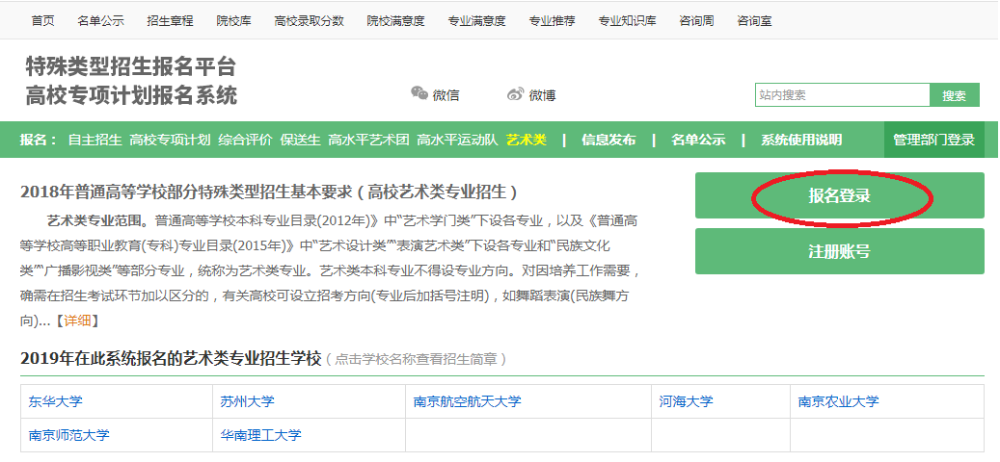 首页 名单公示 招生章程 院校库 高校录取分数 院校满意度 专业满意度 专业推荐 专业知识库 咨询周 咨询室
特殊类型招生报名平台
高校专项计划报名系统
微信 微博
站内搜索 搜索
报名： 自主招生 高校专项计划 综合评价 保送生 高水平艺术团 高水平运动队 艺术类 | 信息发布 | 名单公示 | 系统使用说明 管理部门登录
2018年普通高等学校部分特殊类型招生基本要求（高校艺术类专业招生）
艺术类专业范围。普通高等学校本科专业目录(2012年)》中“艺术学门类”下设各专业，以及《普通高
等学校高等职业教育(专科)专业目录(2015年)》中“艺术设计类”“表演艺术类”下设各专业和“民族文化
类”“广播影视类”等部分专业，统称为艺术类专业。艺术类本科专业不得设专业方向。对因培养工作需要，
确需在招生考试环节加以区分的，有关高校可设立招考方向(专业后加括号注明)，如舞蹈表演(民族舞方
向)...【详细】
报名登录
注册账号
2019年在此系统报名的艺术类专业招生学校（点击学校名称查看招生简章）
东华大学 苏州大学 南京航空航天大学 河海大学 南京农业大学
南京师范大学 华南理工大学